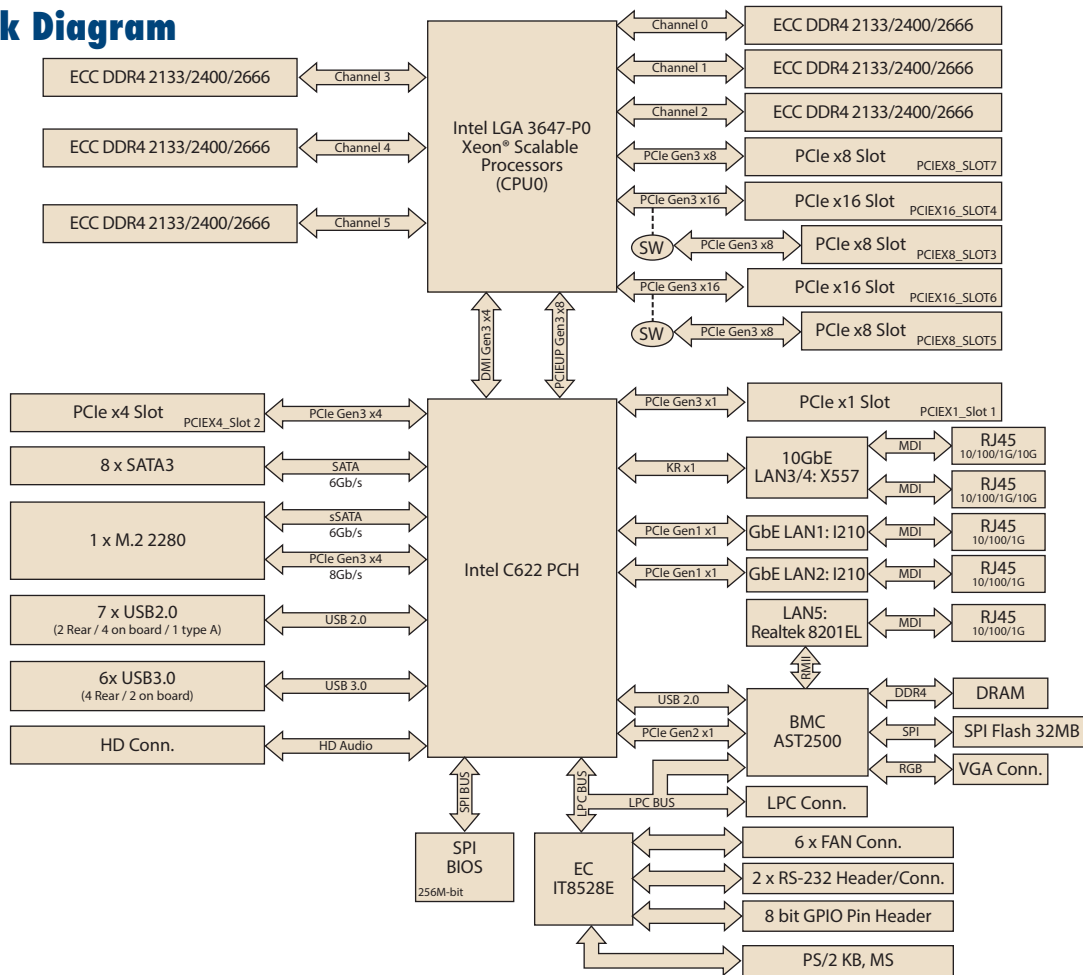 k Diagram
Channel 0
ECC DDR4 2133/2400/2666
ECC DDR4 2133/2400/2666
Channel 3
Channel 1
ECC DDR4 2133/2400/2666
Channel 2
ECC DDR4 2133/2400/2666
ECC DDR4 2133/2400/2666
Channel 4
Intel LGA 3647-P0
Xeon® Scalable
Processors
(CPU0)
PCIe Gen3 x8
PCIe x8 Slot
PCIEX8_SLOT7
PCIe Gen3 x16
PCIe x16 Slot
PCIEX16_SLOT4
ECC DDR4 2133/2400/2666
Channel 5
SW
PCIe Gen3 x8
PCIe x8 Slot
PCIEX8_SLOT3
PCIe Gen3 x16
PCIe x16 Slot
PCIEX16_SLOT6
SW
PCIe Gen3 x8
PCIe x8 Slot
PCIEX8_SLOT5
DMI Gen3 x4
PCIEUP Gen3 x8
PCIe x4 Slot
PCIEX4_Slot 2
PCIe Gen3 x4
PCIe Gen3 x1
PCIe x1 Slot
PCIEX1_Slot 1
8 x SATA3
SATA
6Gb/s
KR x1
10GbE
LAN3/4: X557
MDI
RJ45
10/100/1G/10G
MDI
RJ45
10/100/1G/10G
1 x M.2 2280
sSATA
6Gb/s
PCIe Gen3 x4
8Gb/s
Intel C622 PCH
PCIe Gen1 x1
GbE LAN1: I210
MDI
RJ45
10/100/1G
PCIe Gen1 x1
GbE LAN2: I210
MDI
RJ45
10/100/1G
7 x USB2.0
(2 Rear / 4 on board / 1 type A)
USB 2.0
LAN5:
Realtek 8201EL
MDI
RJ45
10/100/1G
RMII
6x USB3.0
(4 Rear / 2 on board)
USB 3.0
USB 2.0
PCIe Gen2 x1
BMC
AST2500
DDR4
DRAM
SPI
SPI Flash 32MB
RGB
VGA Conn.
HD Conn.
HD Audio
SPI BUS
LPC BUS
LPC BUS
LPC Conn.
SPI
BIOS
256M-bit
EC
IT8528E
6 x FAN Conn.
2 x RS-232 Header/Conn.
8 bit GPIO Pin Header
PS/2 KB, MS